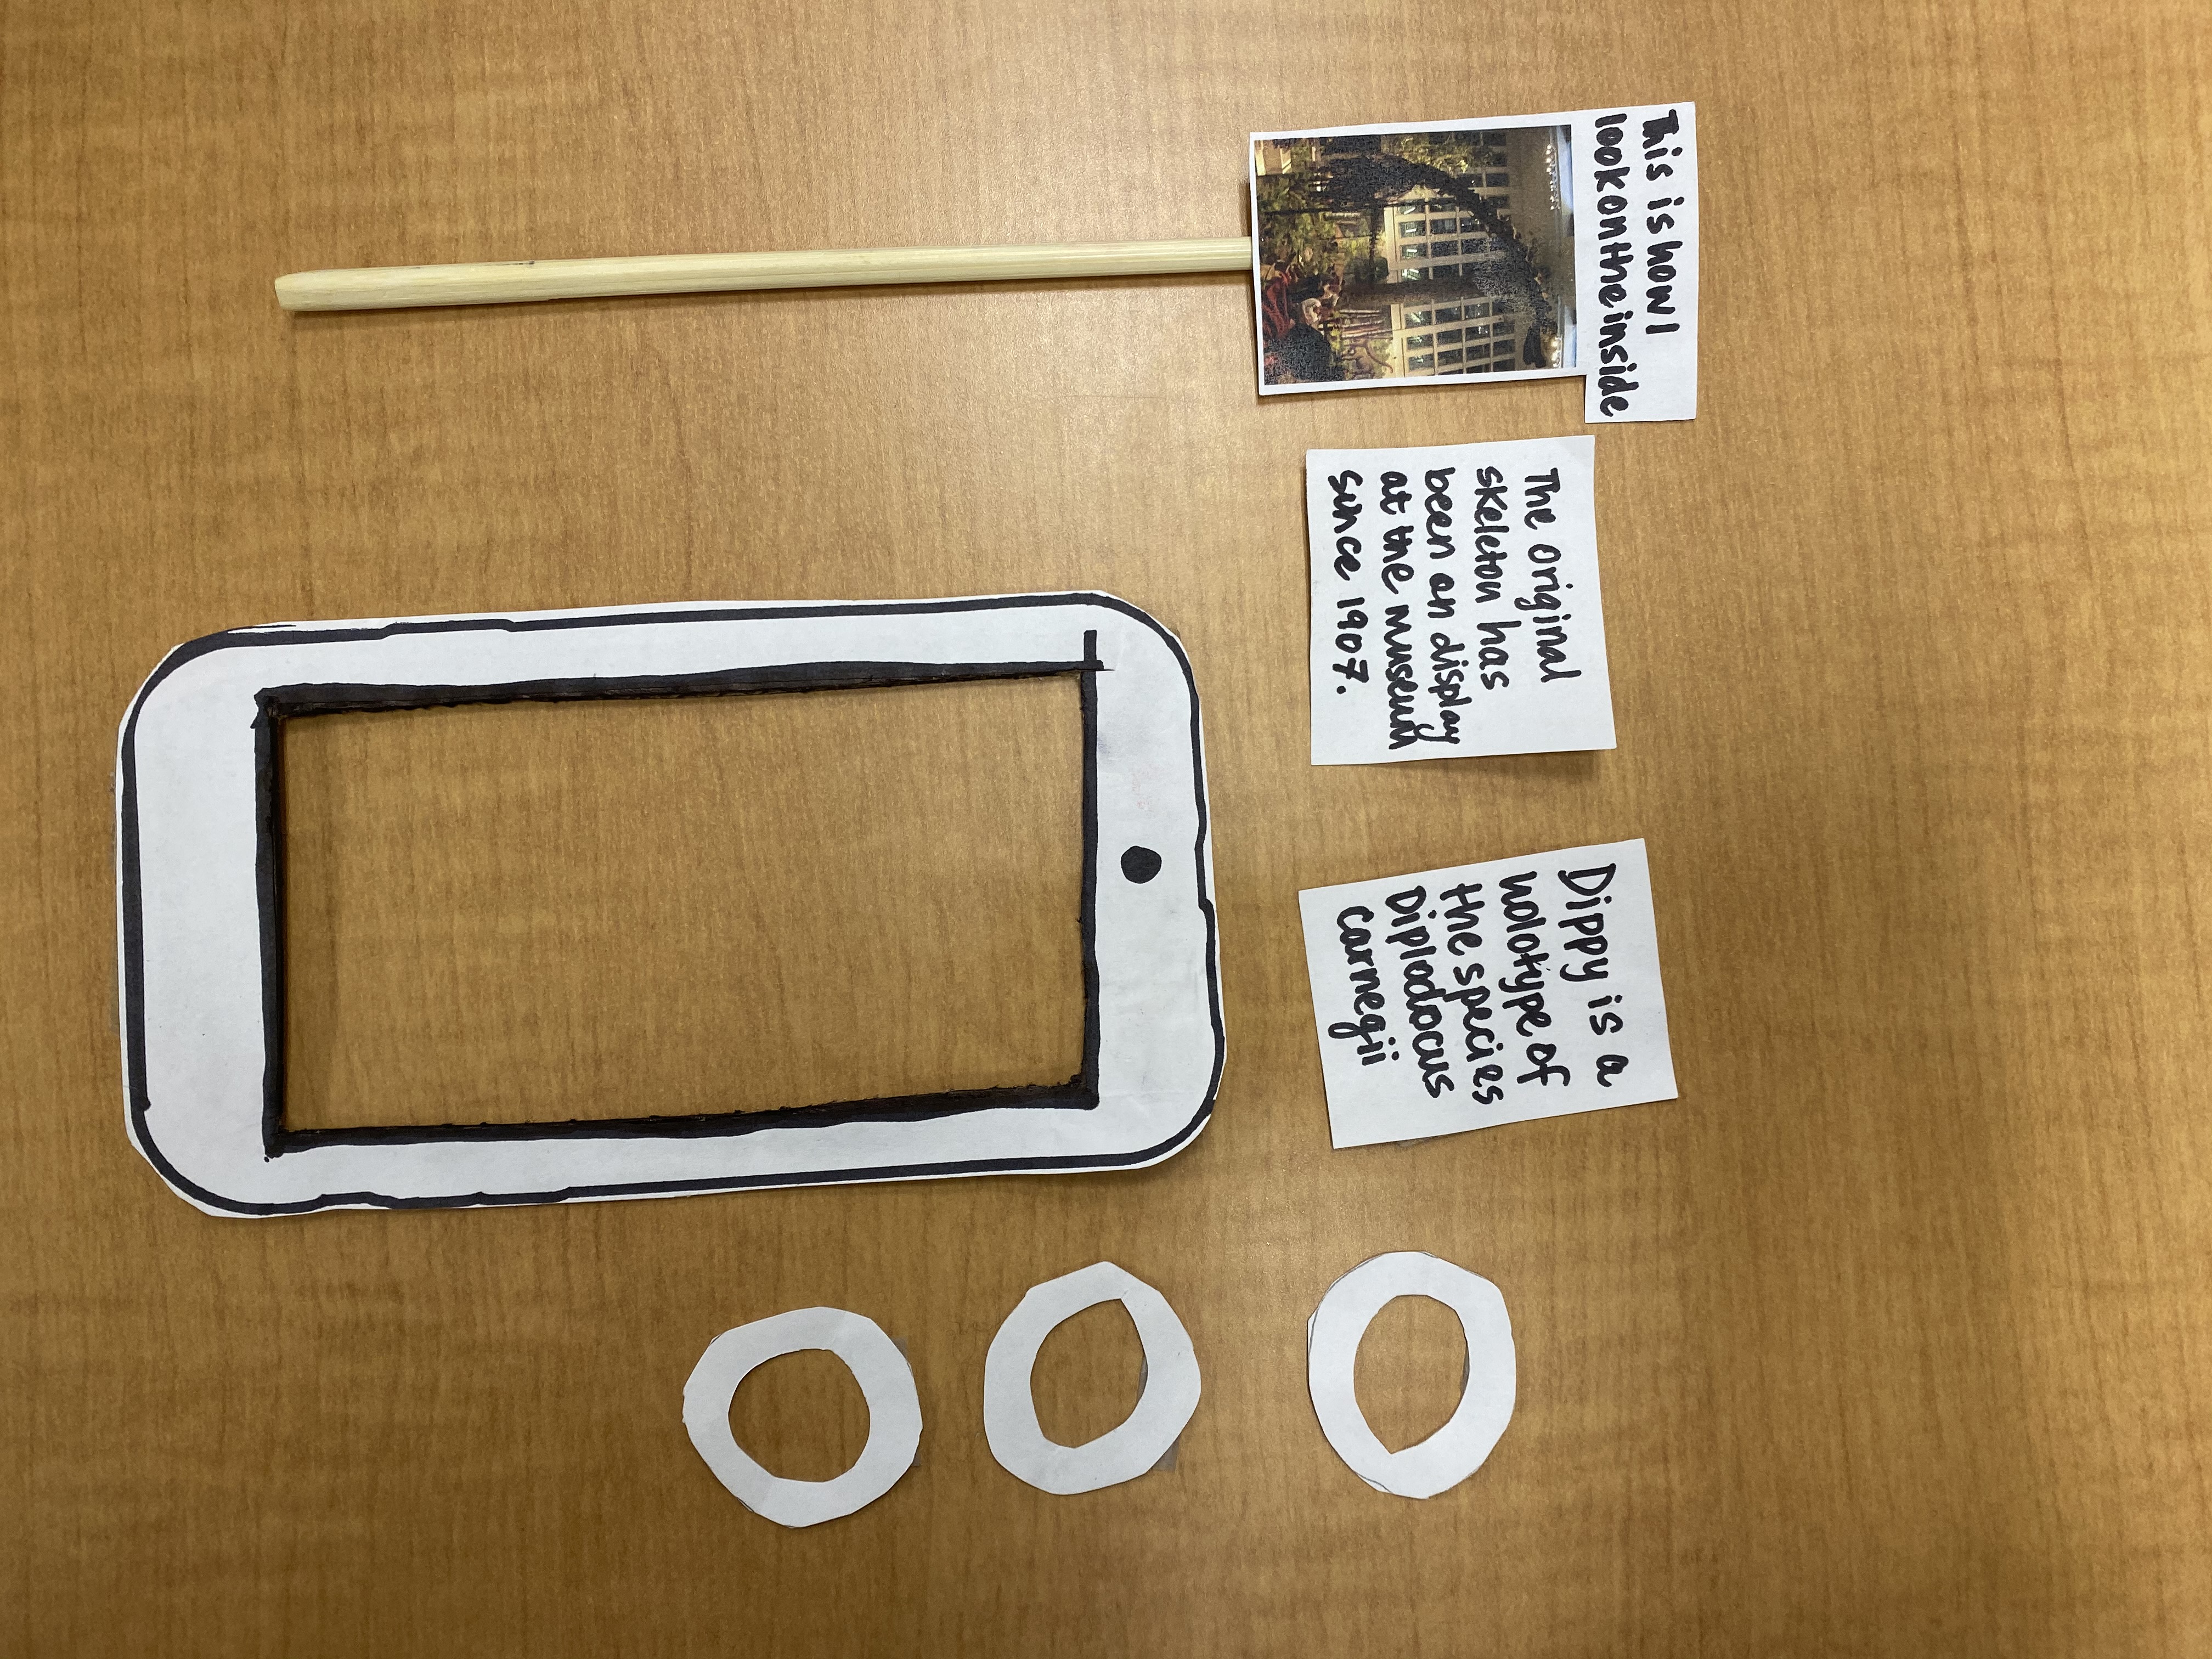 This is how I
look on the inside
The original
skeleton has
been on display
at the museum
since 1907.
Dippy is a
holotype of
the species
Diplodocus
Carnegii